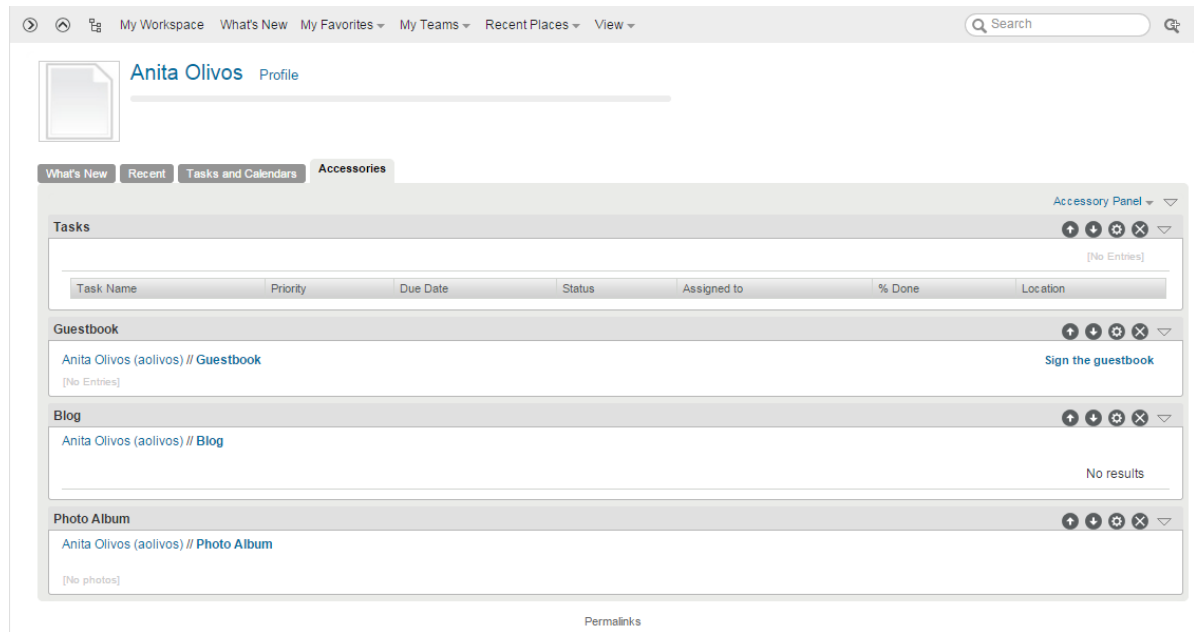 My Workspace What's New My Favorites My Teams Recent Places View Search
Anita Olivos Profile
What's New Recent Tasks and Calendars Accessories
Accessory Panel
Tasks
[No Entries]
Task Name Priority Due Date Status Assigned to % Done Location
Guestbook
Anita Olivos (aolivos) // Guestbook Sign the guestbook
[No Entries]
Blog
Anita Olivos (aolivos) // Blog
No results
Photo Album
Anita Olivos (aolivos) // Photo Album
[No photos]
Permalinks